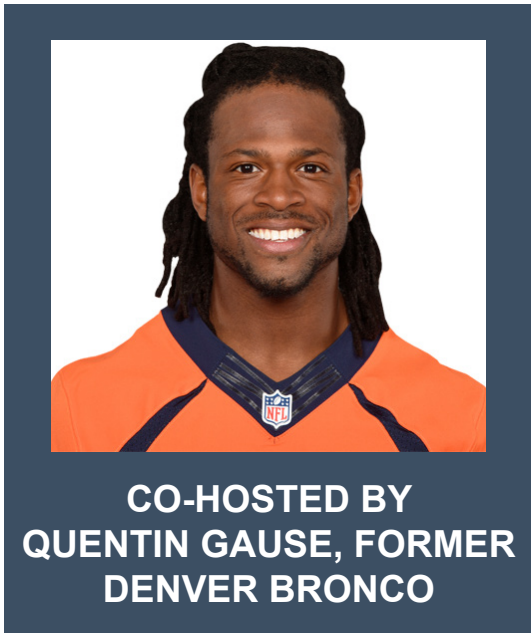 NFL
CO-HOSTED BY
QUENTIN GAUSE, FORMER
DENVER BRONCO